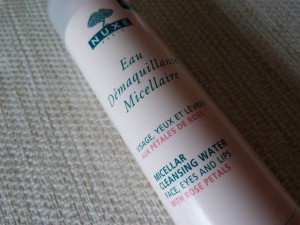 NUXE
PARIS
Eau
Démaquillante
Micellaire
VISAGE, YEUX ET LÈVRES
AUX PÉTALES DE ROSE
MICELLAR
CLEANSING WATER
FACE, EYES AND LIPS
WITH ROSE PETALS